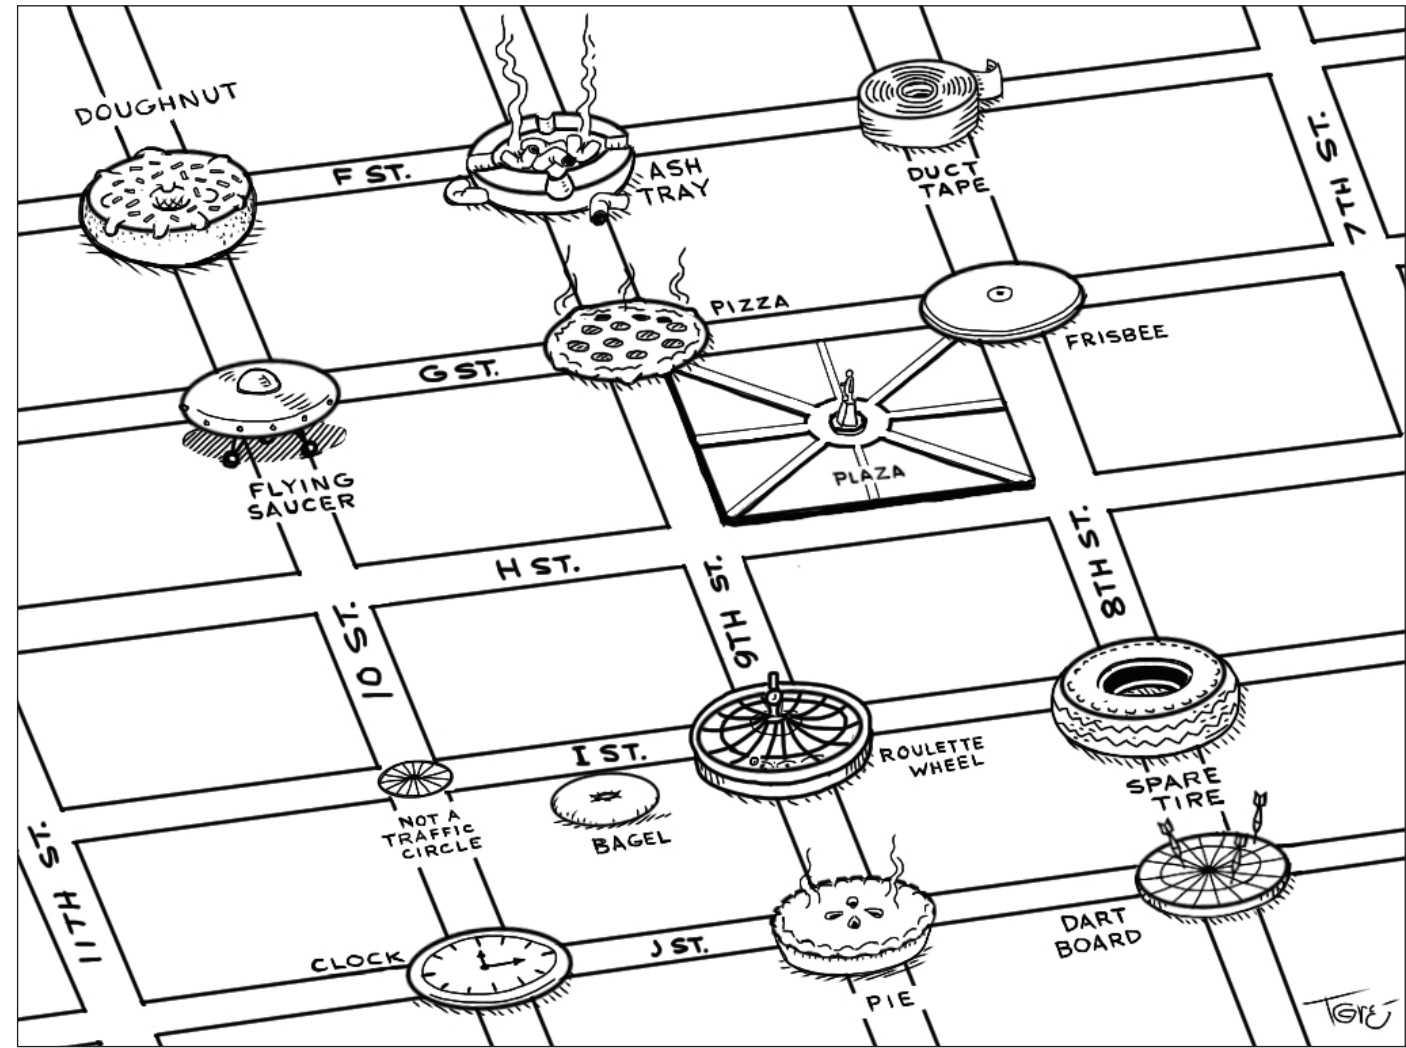 DOUGHNUT
F ST.
ASH
TRAY
DUCT
TAPE
7TH ST.
PIZZA
FRISBEE
G ST.
FLYING
SAUCER
PLAZA
H ST.
9TH ST.
8TH ST.
10 ST.
I ST.
ROULETTE
WHEEL
SPARE
TIRE
NOT A
TRAFFIC
CIRCLE
BAGEL
11TH ST.
CLOCK
J ST.
DART
BOARD
PIE